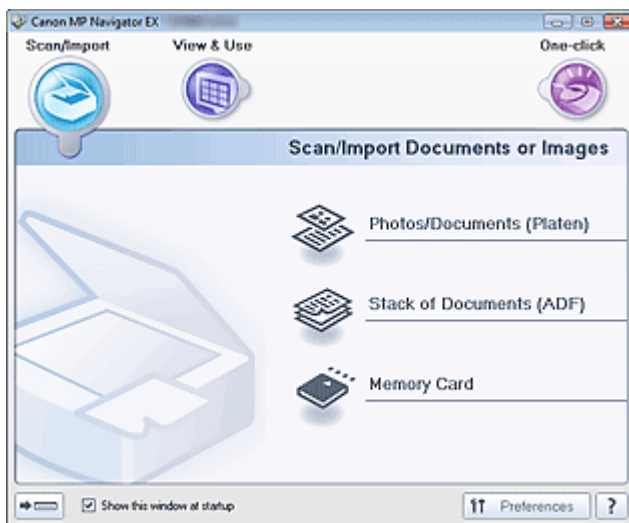 Canon MP Navigator EX
Scan/Import
View & Use
One-click
Scan/Import Documents or Images
Photos/Documents (Platen)
Stack of Documents (ADF)
Memory Card
Show this window at startup
Preferences
?